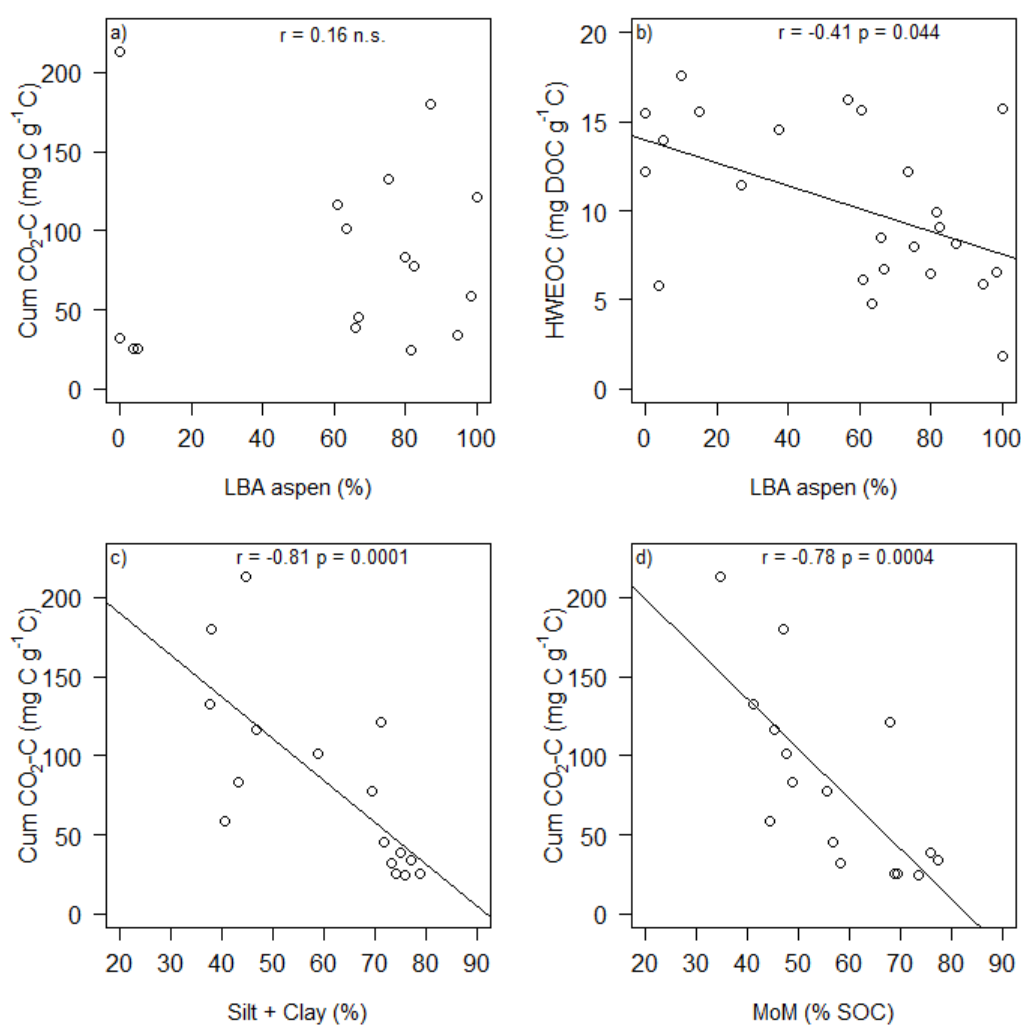 a)
r = 0.16 n.s.
Cum CO₂-C (mg C g⁻¹C)
200
150
100
50
0
0 20 40 60 80 100
LBA aspen (%)
b)
r = -0.41 p = 0.044
HWEOC (mg DOC g⁻¹C)
20
15
10
5
0
0 20 40 60 80 100
LBA aspen (%)
c)
r = -0.81 p = 0.0001
Cum CO₂-C (mg C g⁻¹C)
200
150
100
50
0
20 30 40 50 60 70 80 90
Silt + Clay (%)
d)
r = -0.78 p = 0.0004
Cum CO₂-C (mg C g⁻¹C)
200
150
100
50
0
20 30 40 50 60 70 80 90
MoM (% SOC)